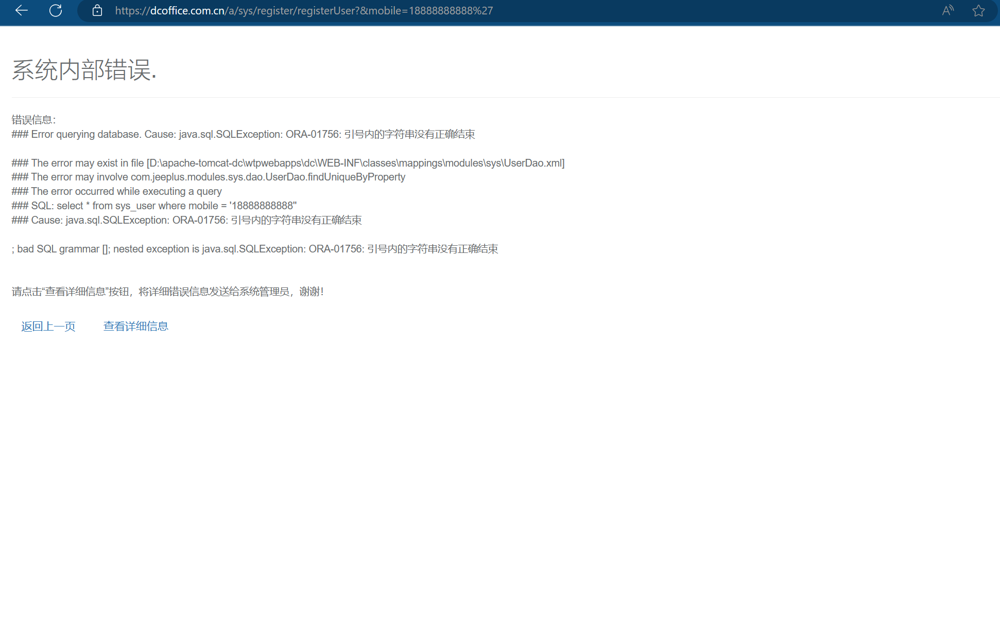 https://dcoffice.com.cn/a/sys/register/registerUser?&mobile=18888888888%27
系统内部错误.
错误信息：
### Error querying database. Cause: java.sql.SQLException: ORA-01756: 引号内的字符串没有正确结束
### The error may exist in file [D:\apache-tomcat-dc\wtpwebapps\dc\WEB-INF\classes\mappings\modules\sys\UserDao.xml]
### The error may involve com.jeeplus.modules.sys.dao.UserDao.findUniqueByProperty
### The error occurred while executing a query
### SQL: select * from sys_user where mobile = '18888888888''
### Cause: java.sql.SQLException: ORA-01756: 引号内的字符串没有正确结束
; bad SQL grammar []; nested exception is java.sql.SQLException: ORA-01756: 引号内的字符串没有正确结束
请点击“查看详细信息”按钮，将详细错误信息发送给系统管理员，谢谢！
返回上一页 查看详细信息